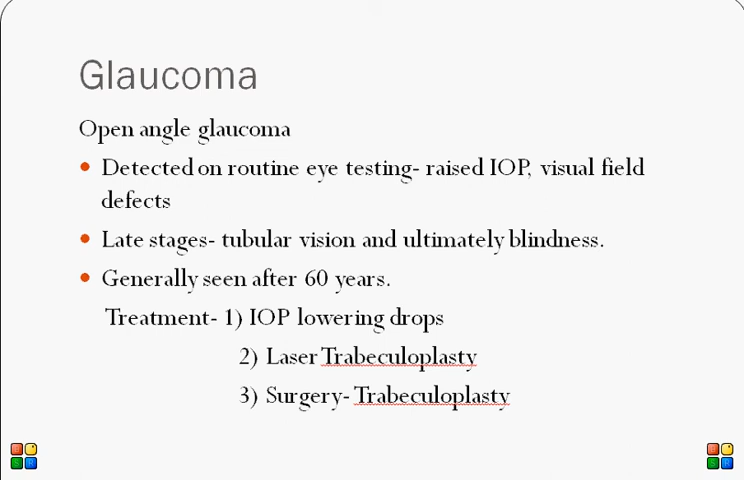 Glaucoma
Open angle glaucoma
Detected on routine eye testing- raised IOP, visual field
defects
Late stages- tubular vision and ultimately blindness.
Generally seen after 60 years.
Treatment- 1) IOP lowering drops
2) Laser Trabeculoplasty
3) Surgery- Trabeculoplasty